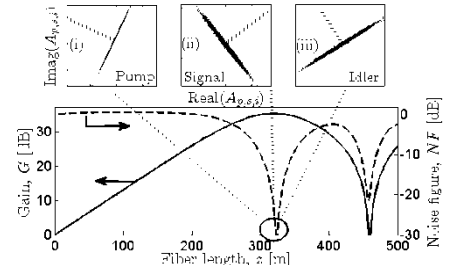 Imag(A_{p,s,i})
(i)
Pump
(ii)
Signal
(iii)
Idler
Real(A_{p,s,i})
Gain, G [dB]
30
20
10
0
0
-10
-20
-30
Noise figure, NF [dB]
0
100
200
300
400
500
Fiber length, z [m]